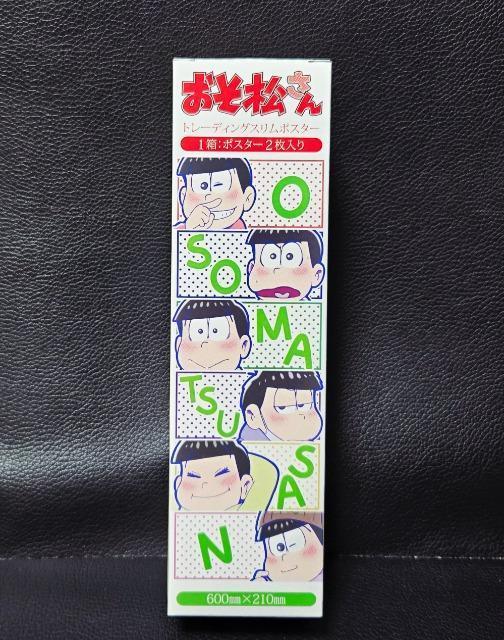 おそ松さん
トレーディングスリムポスター
1箱:ポスター2枚入り
O
SO
MA
TSU
SA
N
600mm×210mm